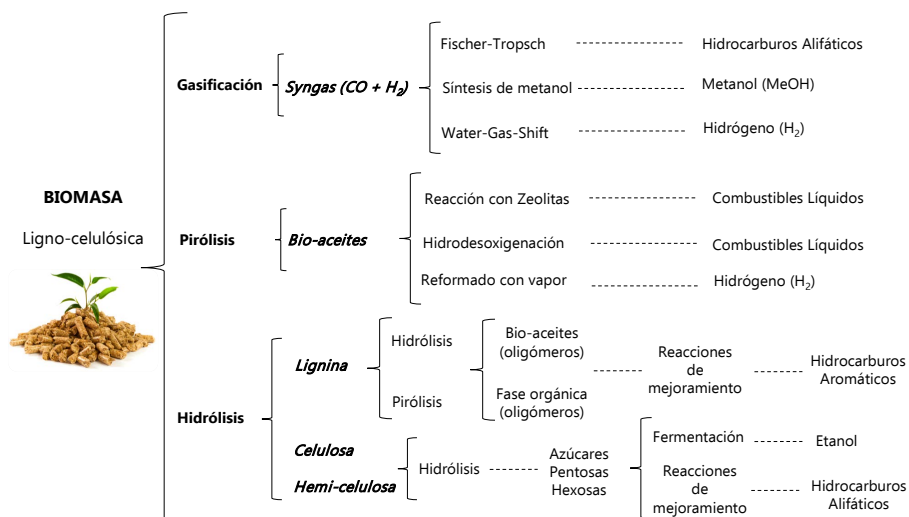 BIOMASA
Ligno-celulósica
Gasificación
Syngas (CO + H₂)
Fischer-Tropsch
Hidrocarburos Alifáticos
Síntesis de metanol
Metanol (MeOH)
Water-Gas-Shift
Hidrógeno (H₂)
Pirólisis
Bio-aceites
Reacción con Zeolitas
Combustibles Líquidos
Hidrodesoxigenación
Combustibles Líquidos
Reformado con vapor
Hidrógeno (H₂)
Hidrólisis
Lignina
Hidrólisis
Pirólisis
Bio-aceites
(oligómeros)
Fase orgánica
(oligómeros)
Reacciones
de
mejoramiento
Hidrocarburos
Aromáticos
Celulosa
Hemi-celulosa
Hidrólisis
Azúcares
Pentosas
Hexosas
Fermentación
Etanol
Reacciones
de
mejoramiento
Hidrocarburos
Alifáticos